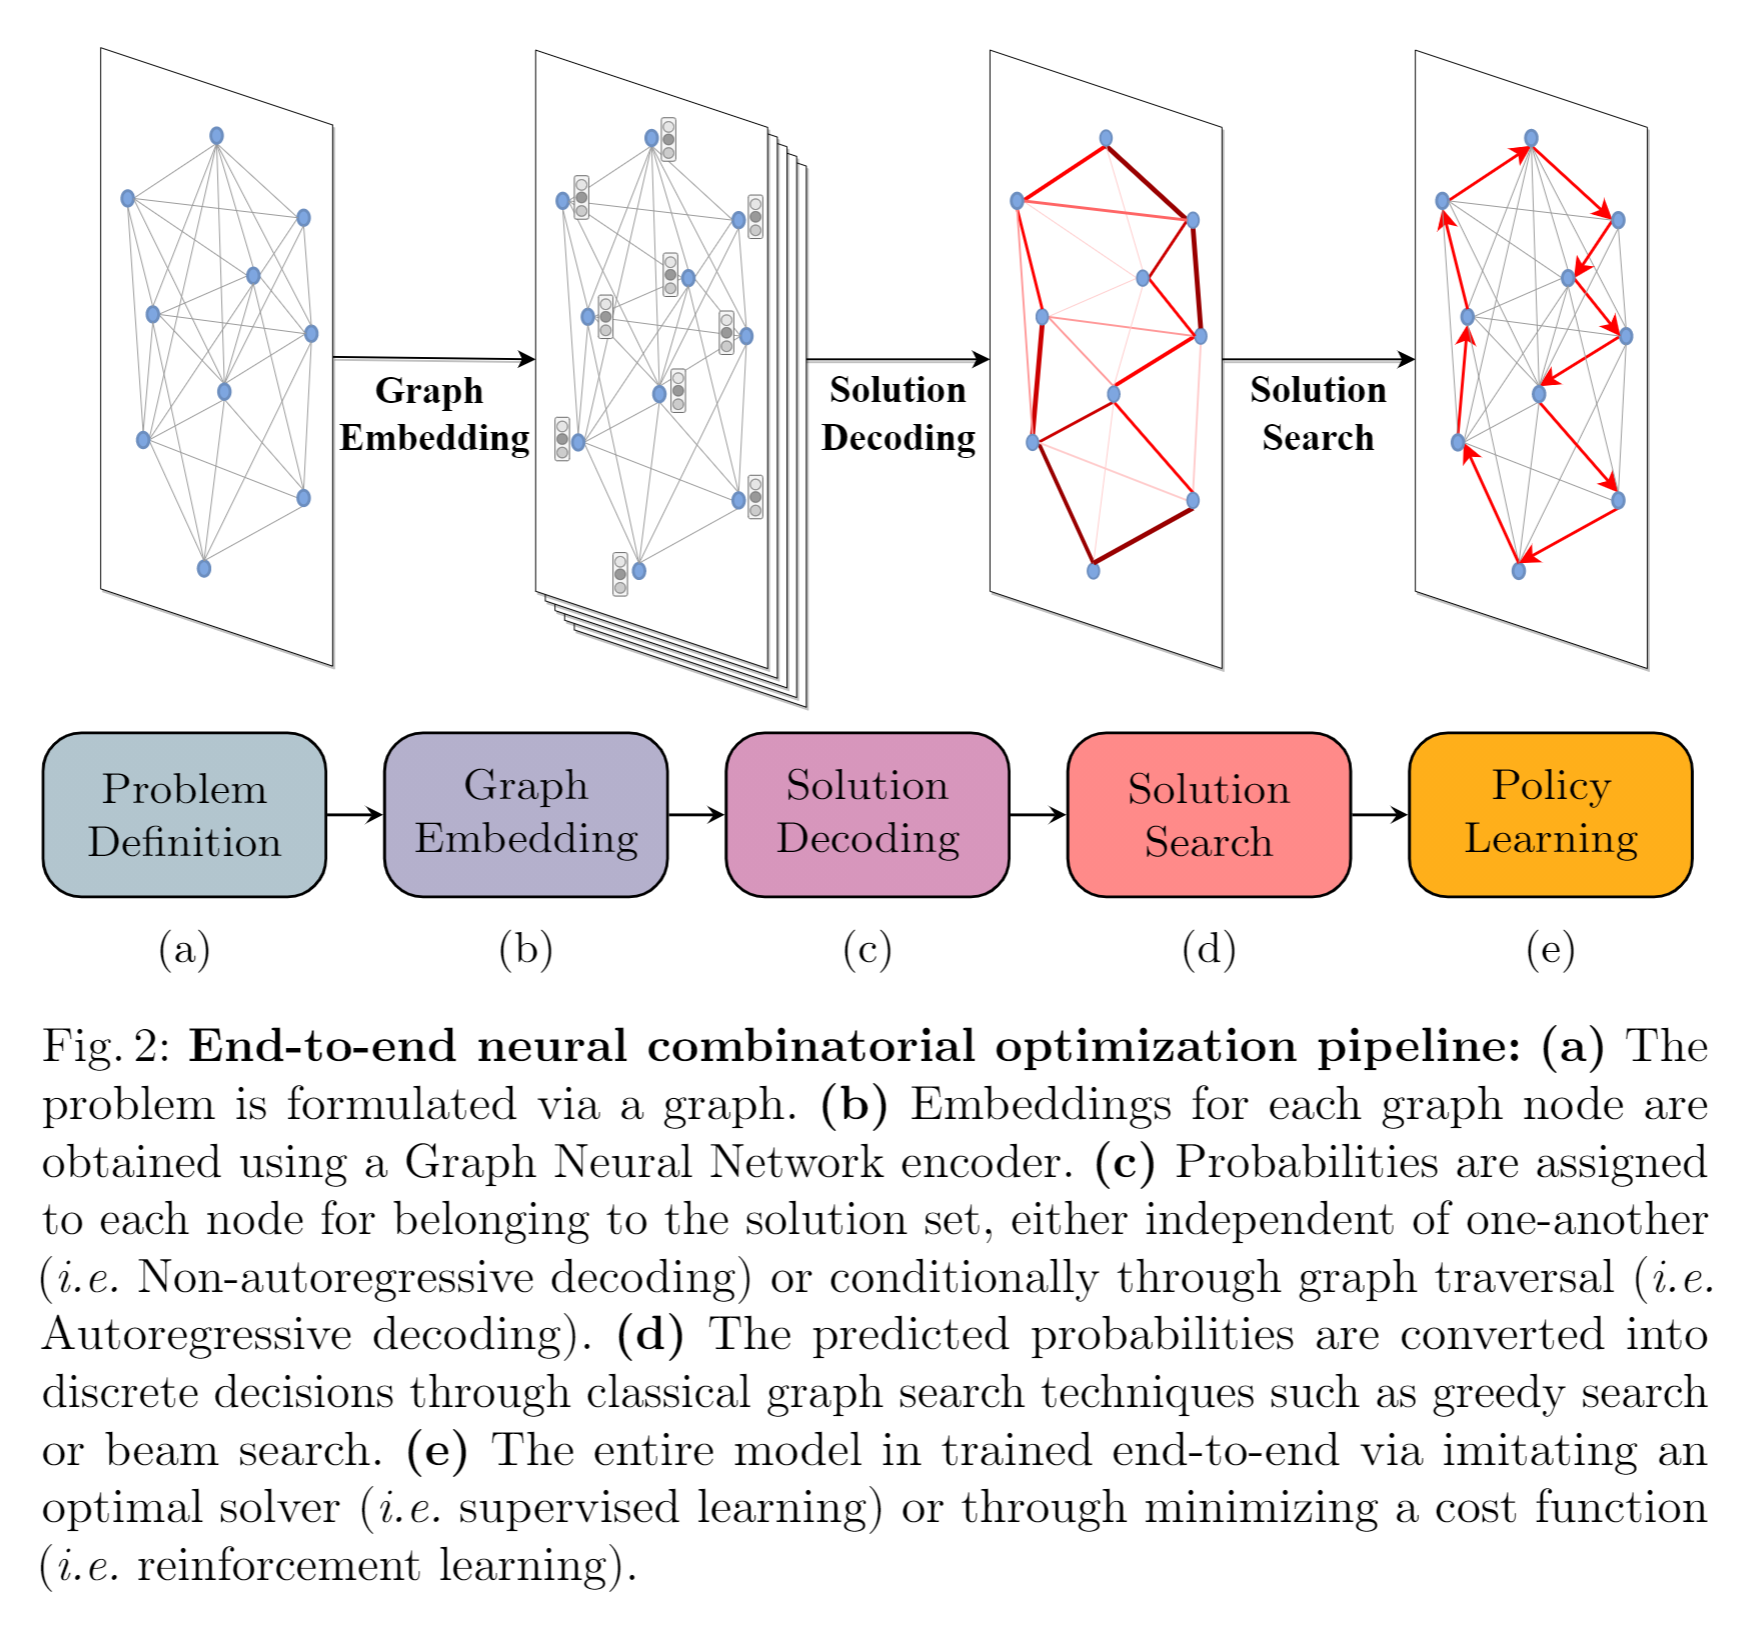 Graph
Embedding
Solution
Decoding
Solution
Search
Problem
Definition
Graph
Embedding
Solution
Decoding
Solution
Search
Policy
Learning
(a)
(b)
(c)
(d)
(e)
Fig. 2: End-to-end neural combinatorial optimization pipeline: (a) The
problem is formulated via a graph. (b) Embeddings for each graph node are
obtained using a Graph Neural Network encoder. (c) Probabilities are assigned
to each node for belonging to the solution set, either independent of one-another
(i.e. Non-autoregressive decoding) or conditionally through graph traversal (i.e.
Autoregressive decoding). (d) The predicted probabilities are converted into
discrete decisions through classical graph search techniques such as greedy search
or beam search. (e) The entire model in trained end-to-end via imitating an
optimal solver (i.e. supervised learning) or through minimizing a cost function
(i.e. reinforcement learning).